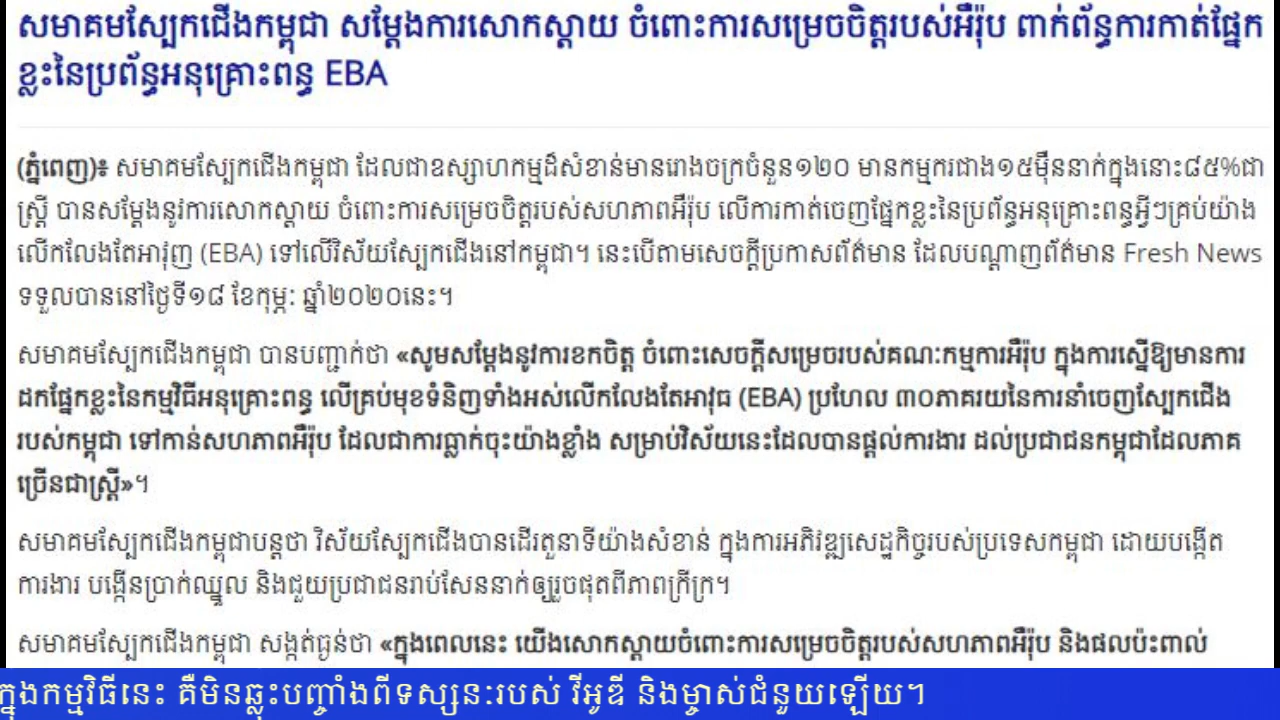 សមាគមស្បែកជើងកម្ពុជា សម្ដែងការសោកស្ដាយ ចំពោះការសម្រេចចិត្តរបស់អឺរ៉ុប ពាក់ព័ន្ធការកាត់ផ្នែក
ខ្លះនៃប្រព័ន្ធអនុគ្រោះពន្ធ EBA
(ភ្នំពេញ)៖ សមាគមស្បែកជើងកម្ពុជា ដែលជាឧស្សាហកម្មដ៏សំខាន់មានរោងចក្រចំនួន១២០ មានកម្មករជាង១៥ម៉ឺននាក់ក្នុងនោះ៨៥%ជា
ស្ត្រី បានសម្ដែងនូវការសោកស្ដាយ ចំពោះការសម្រេចចិត្តរបស់សហភាពអឺរ៉ុប លើការកាត់ចេញផ្នែកខ្លះនៃប្រព័ន្ធអនុគ្រោះពន្ធអ្វីៗគ្រប់យ៉ាង
លើកលែងតែអាវុញ (EBA) ទៅលើវិស័យស្បែកជើងនៅកម្ពុជា។ នេះបើតាមសេចក្ដីប្រកាសព័ត៌មាន ដែលបណ្ដាញព័ត៌មាន Fresh News
ទទួលបាននៅថ្ងៃទី១៨ ខែកុម្ភៈ ឆ្នាំ២០២០នេះ។
សមាគមស្បែកជើងកម្ពុជា បានបញ្ជាក់ថា «សូមសម្ដែងនូវការខកចិត្ត ចំពោះសេចក្ដីសម្រេចរបស់គណៈកម្មការអឺរ៉ុប ក្នុងការស្នើឱ្យមានការ
ដកផ្នែកខ្លះនៃកម្មវិធីអនុគ្រោះពន្ធ លើគ្រប់មុខទំនិញទាំងអស់លើកលែងតែអាវុធ (EBA) ប្រហែល ៣០ភាគរយនៃការនាំចេញស្បែកជើង
របស់កម្ពុជា ទៅកាន់សហភាពអឺរ៉ុប ដែលជាការធ្លាក់ចុះយ៉ាងខ្លាំង សម្រាប់វិស័យនេះដែលបានផ្ដល់ការងារ ដល់ប្រជាជនកម្ពុជាដែលភាគ
ច្រើនជាស្ត្រី»។
សមាគមស្បែកជើងកម្ពុជាបន្តថា វិស័យស្បែកជើងបានដើរតួនាទីយ៉ាងសំខាន់ ក្នុងការអភិវឌ្ឍសេដ្ឋកិច្ចរបស់ប្រទេសកម្ពុជា ដោយបង្កើត
ការងារ បង្កើនប្រាក់ឈ្នួល និងជួយប្រជាជនរាប់សែននាក់ឲ្យរួចផុតពីភាពក្រីក្រ។
សមាគមស្បែកជើងកម្ពុជា សង្កត់ធ្ងន់ថា «ក្នុងពេលនេះ យើងសោកស្ដាយចំពោះការសម្រេចចិត្តរបស់សហភាពអឺរ៉ុប និងផលប៉ះពាល់
ក្នុងកម្មវិធីនេះ គឺមិនឆ្លុះបញ្ចាំងពីទស្សនៈរបស់ វីអូឌី និងម្ចាស់ជំនួយឡើយ។